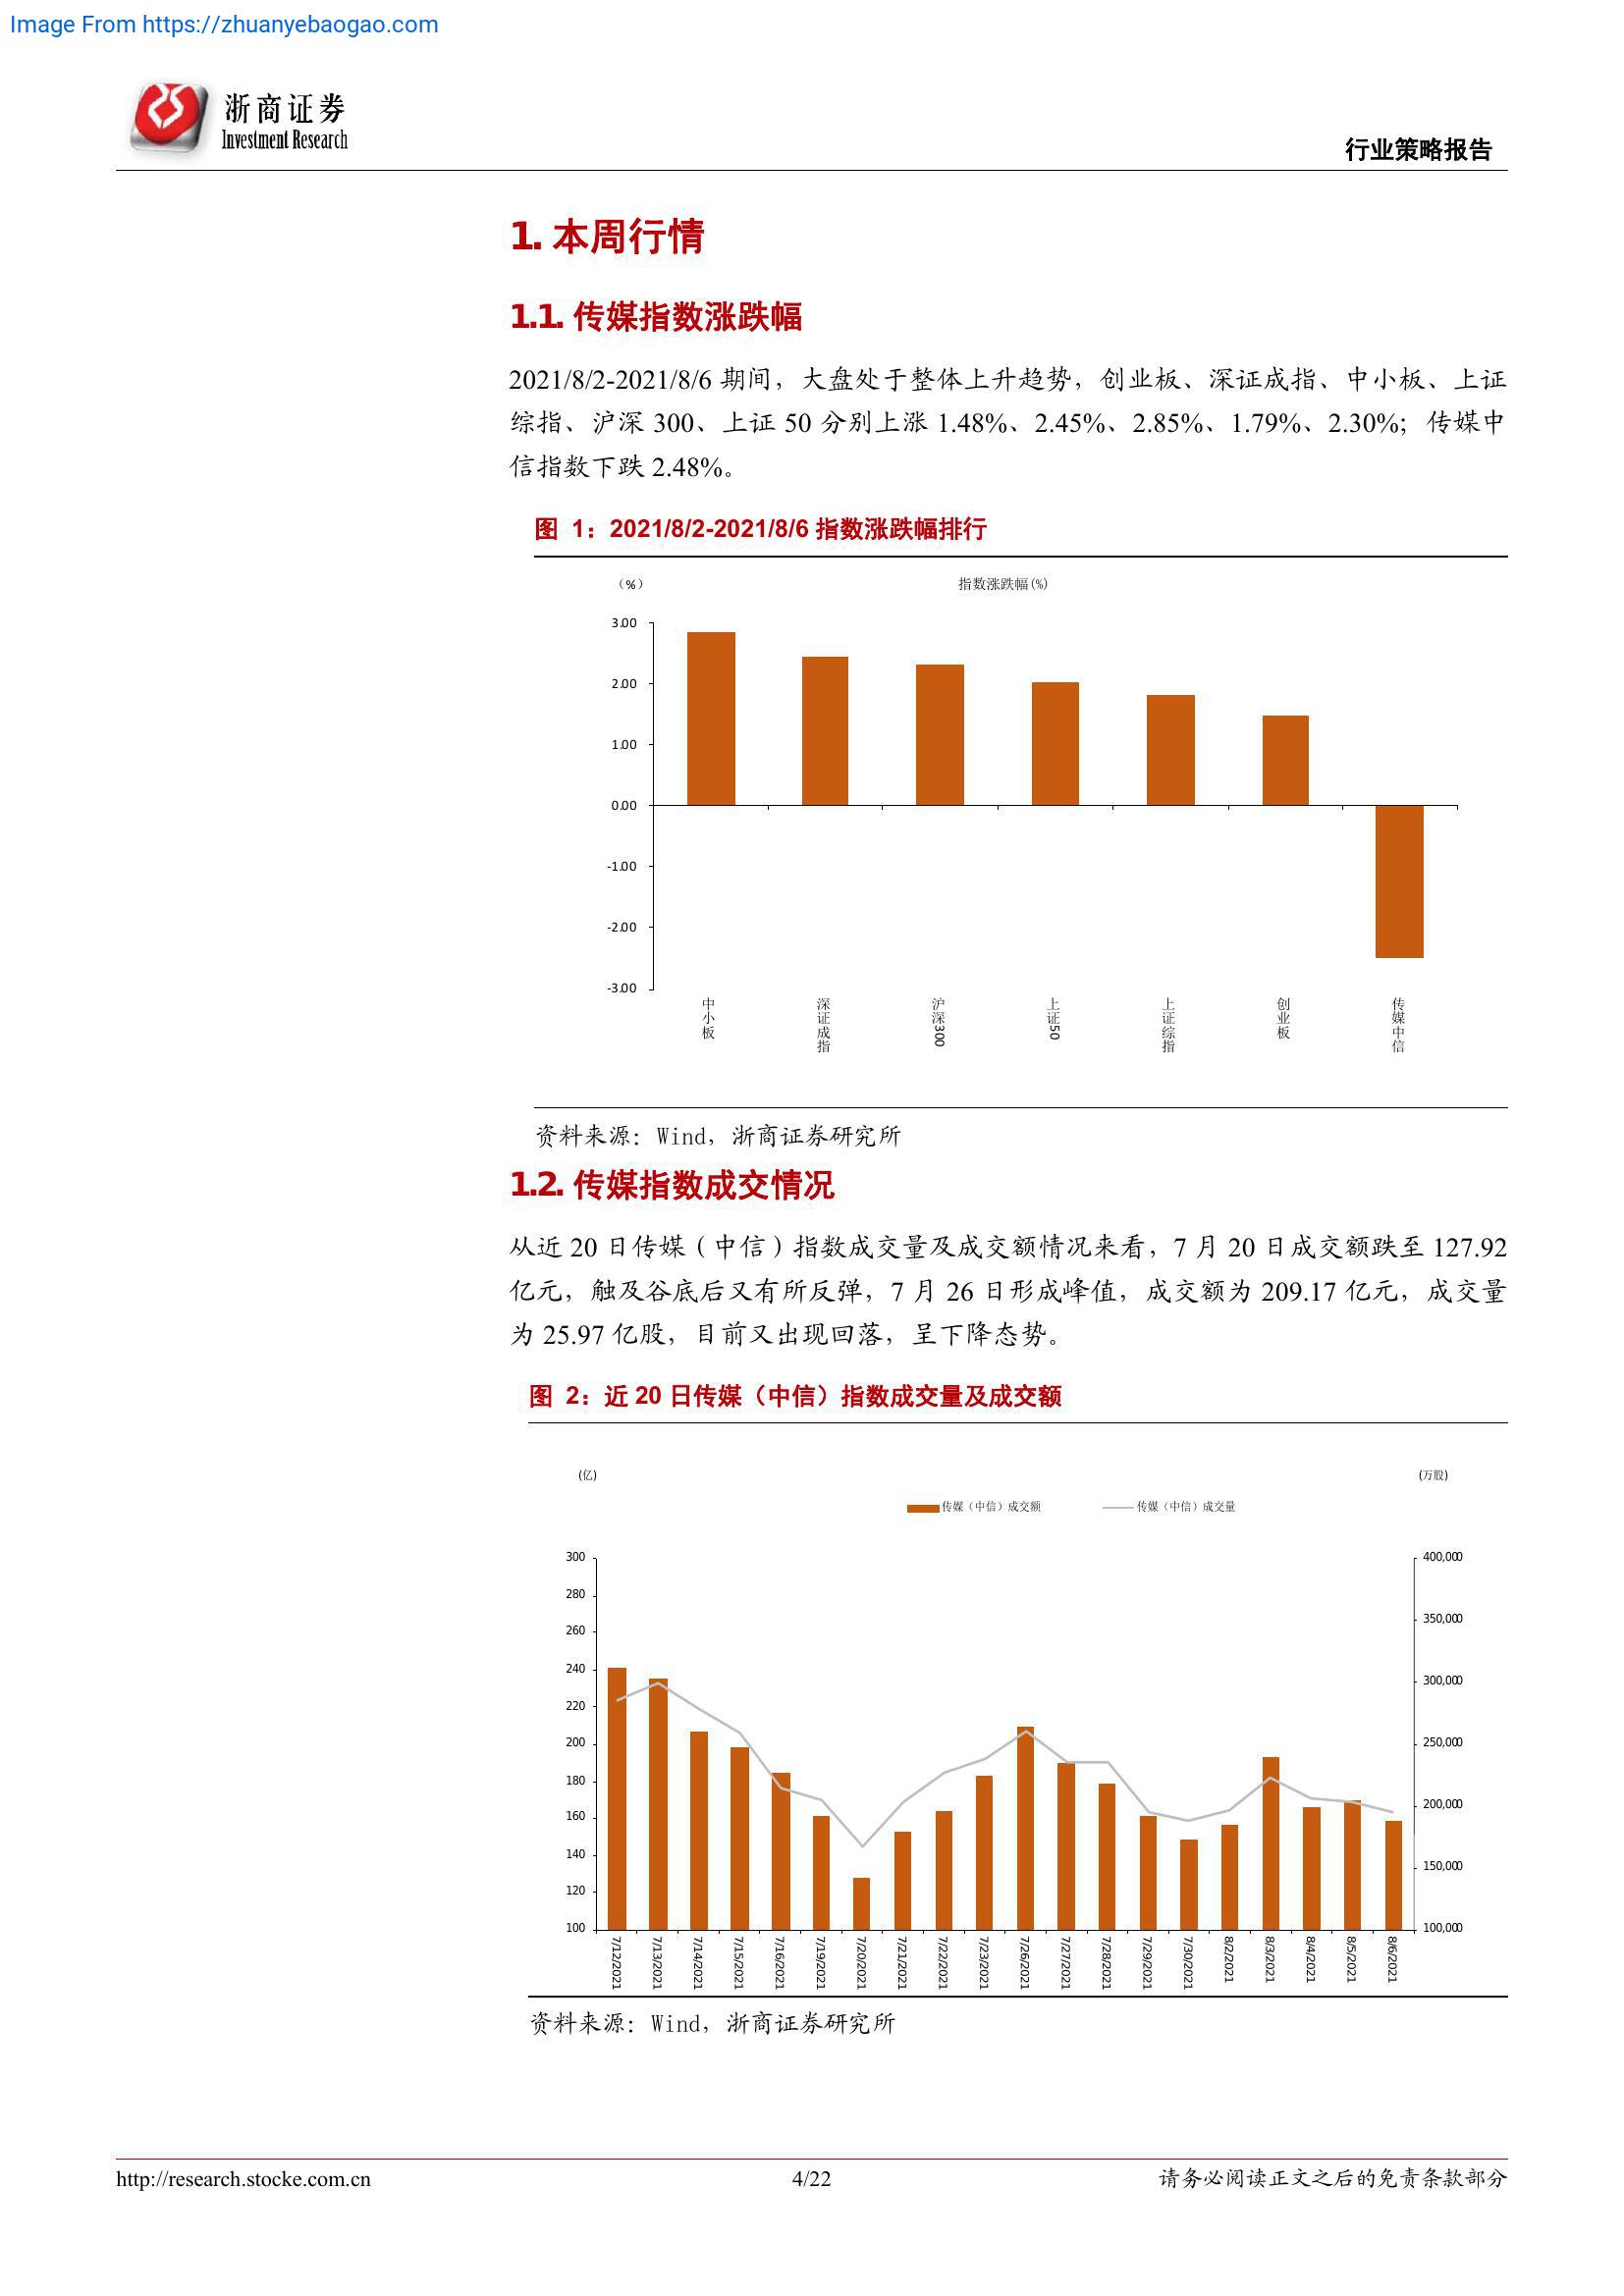 Image From https://zhuanyebaogao.com
浙商证券
Investment Research
行业策略报告
1. 本周行情
1.1. 传媒指数涨跌幅
2021/8/2-2021/8/6 期间，大盘处于整体上升趋势，创业板、深证成指、中小板、上证
综指、沪深 300、上证 50 分别上涨 1.48%、2.45%、2.85%、1.79%、2.30%；传媒中
信指数下跌 2.48%。
图 1：2021/8/2-2021/8/6 指数涨跌幅排行
（%）
指数涨跌幅(%)
3.00
2.00
1.00
0.00
-1.00
-2.00
-3.00
中小板
深证成指
沪深300
上证50
上证综指
创业板
传媒中信
资料来源：Wind，浙商证券研究所
1.2. 传媒指数成交情况
从近 20 日传媒（中信）指数成交量及成交额情况来看，7 月 20 日成交额跌至 127.92
亿元，触及谷底后又有所反弹，7 月 26 日形成峰值，成交额为 209.17 亿元，成交量
为 25.97 亿股，目前又出现回落，呈下降态势。
图 2：近 20 日传媒（中信）指数成交量及成交额
(亿)
(万股)
传媒（中信）成交额
传媒（中信）成交量
300
280
260
240
220
200
180
160
140
120
100
400,000
350,000
300,000
250,000
200,000
150,000
100,000
7/12/2021
7/13/2021
7/14/2021
7/15/2021
7/16/2021
7/19/2021
7/20/2021
7/21/2021
7/22/2021
7/23/2021
7/26/2021
7/27/2021
7/28/2021
7/29/2021
7/30/2021
8/2/2021
8/3/2021
8/4/2021
8/5/2021
8/6/2021
资料来源：Wind，浙商证券研究所
http://research.stocke.com.cn
4/22
请务必阅读正文之后的免责条款部分